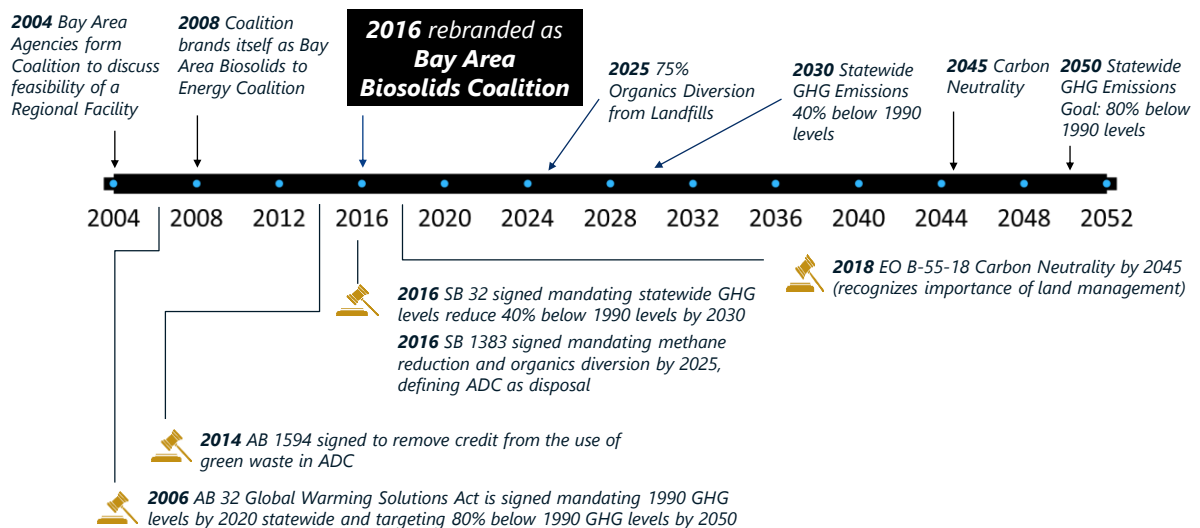 2004 Bay Area
Agencies form
Coalition to discuss
feasibility of a
Regional Facility
2008 Coalition
brands itself as Bay
Area Biosolids to
Energy Coalition
2016 rebranded as
Bay Area
Biosolids Coalition
2025 75%
Organics Diversion
from Landfills
2030 Statewide
GHG Emissions
40% below 1990
levels
2045 Carbon
Neutrality
2050 Statewide
GHG Emissions
Goal: 80% below
1990 levels
2004 2008 2012 2016 2020 2024 2028 2032 2036 2040 2044 2048 2052
2018 EO B-55-18 Carbon Neutrality by 2045
(recognizes importance of land management)
2016 SB 32 signed mandating statewide GHG
levels reduce 40% below 1990 levels by 2030
2016 SB 1383 signed mandating methane
reduction and organics diversion by 2025,
defining ADC as disposal
2014 AB 1594 signed to remove credit from the use of
green waste in ADC
2006 AB 32 Global Warming Solutions Act is signed mandating 1990 GHG
levels by 2020 statewide and targeting 80% below 1990 GHG levels by 2050